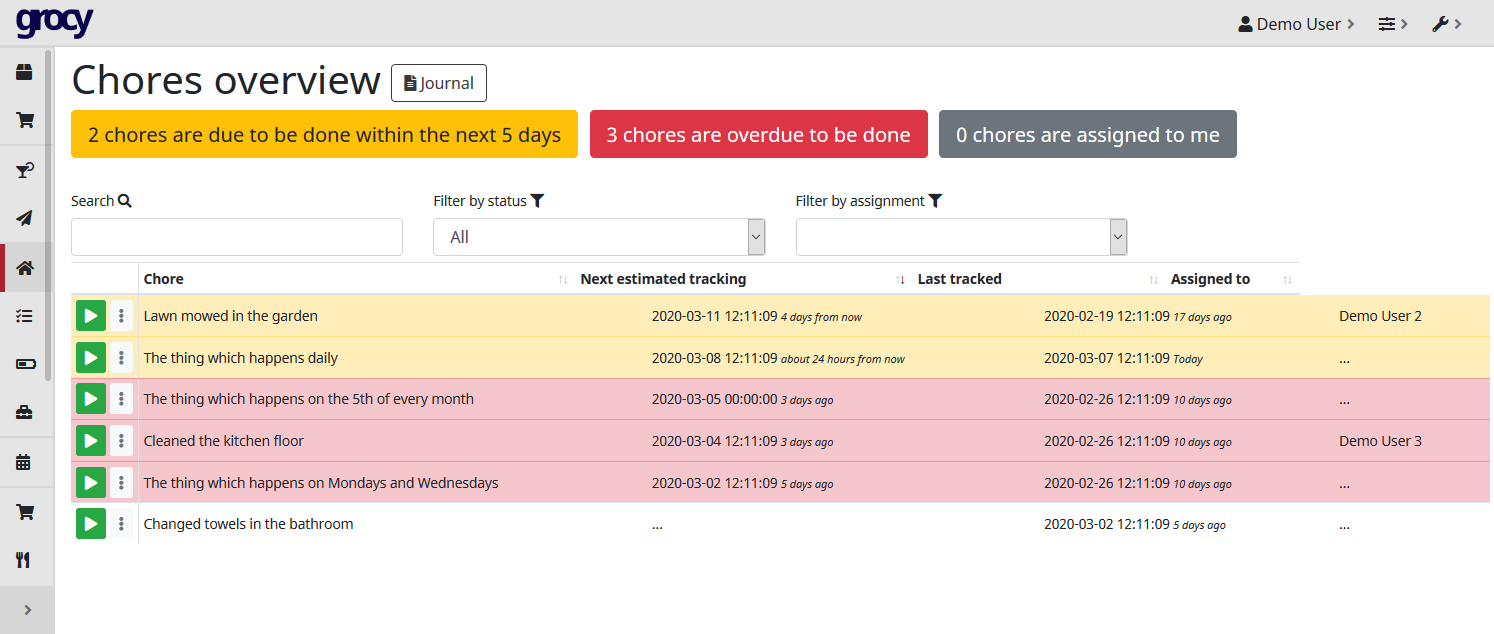 grocy
Demo User
Chores overview Journal
2 chores are due to be done within the next 5 days 3 chores are overdue to be done 0 chores are assigned to me
Search Filter by status Filter by assignment
All
Chore Next estimated tracking Last tracked Assigned to
Lawn mowed in the garden 2020-03-11 12:11:09 4 days from now 2020-02-19 12:11:09 17 days ago Demo User 2
The thing which happens daily 2020-03-08 12:11:09 about 24 hours from now 2020-03-07 12:11:09 Today ...
The thing which happens on the 5th of every month 2020-03-05 00:00:00 3 days ago 2020-02-26 12:11:09 10 days ago ...
Cleaned the kitchen floor 2020-03-04 12:11:09 3 days ago 2020-02-26 12:11:09 10 days ago Demo User 3
The thing which happens on Mondays and Wednesdays 2020-03-02 12:11:09 5 days ago 2020-02-26 12:11:09 10 days ago ...
Changed towels in the bathroom ... 2020-03-02 12:11:09 5 days ago ...